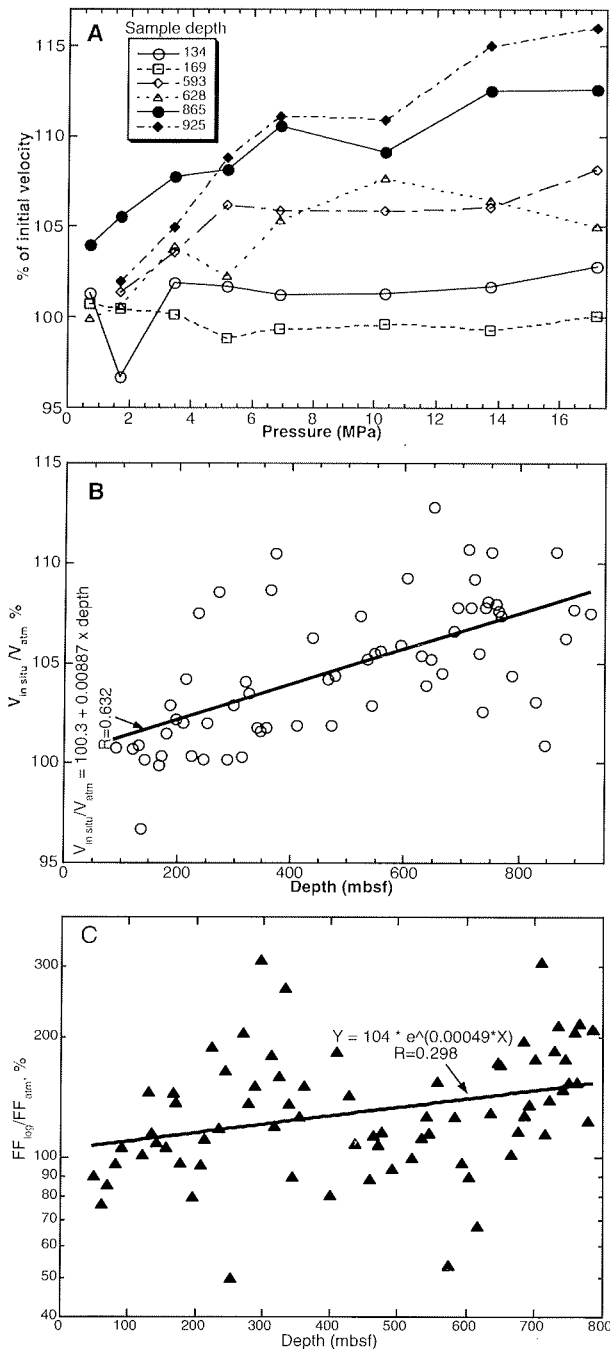 A
Sample depth
134
169
593
628
865
925
115
110
105
100
95
% of initial velocity
0 2 4 6 8 10 12 14 16
Pressure (MPa)
B
115
110
105
100
95
V in situ /V atm %
V in situ /V atm = 100.3 + 0.00887 x depth
R=0.632
0 200 400 600 800
Depth (mbsf)
C
300
200
100
90
80
70
60
50
40
FF log/FF atm, %
Y = 104 * e^(0.00049*X)
R=0.298
0 100 200 300 400 500 600 700 800
Depth (mbsf)